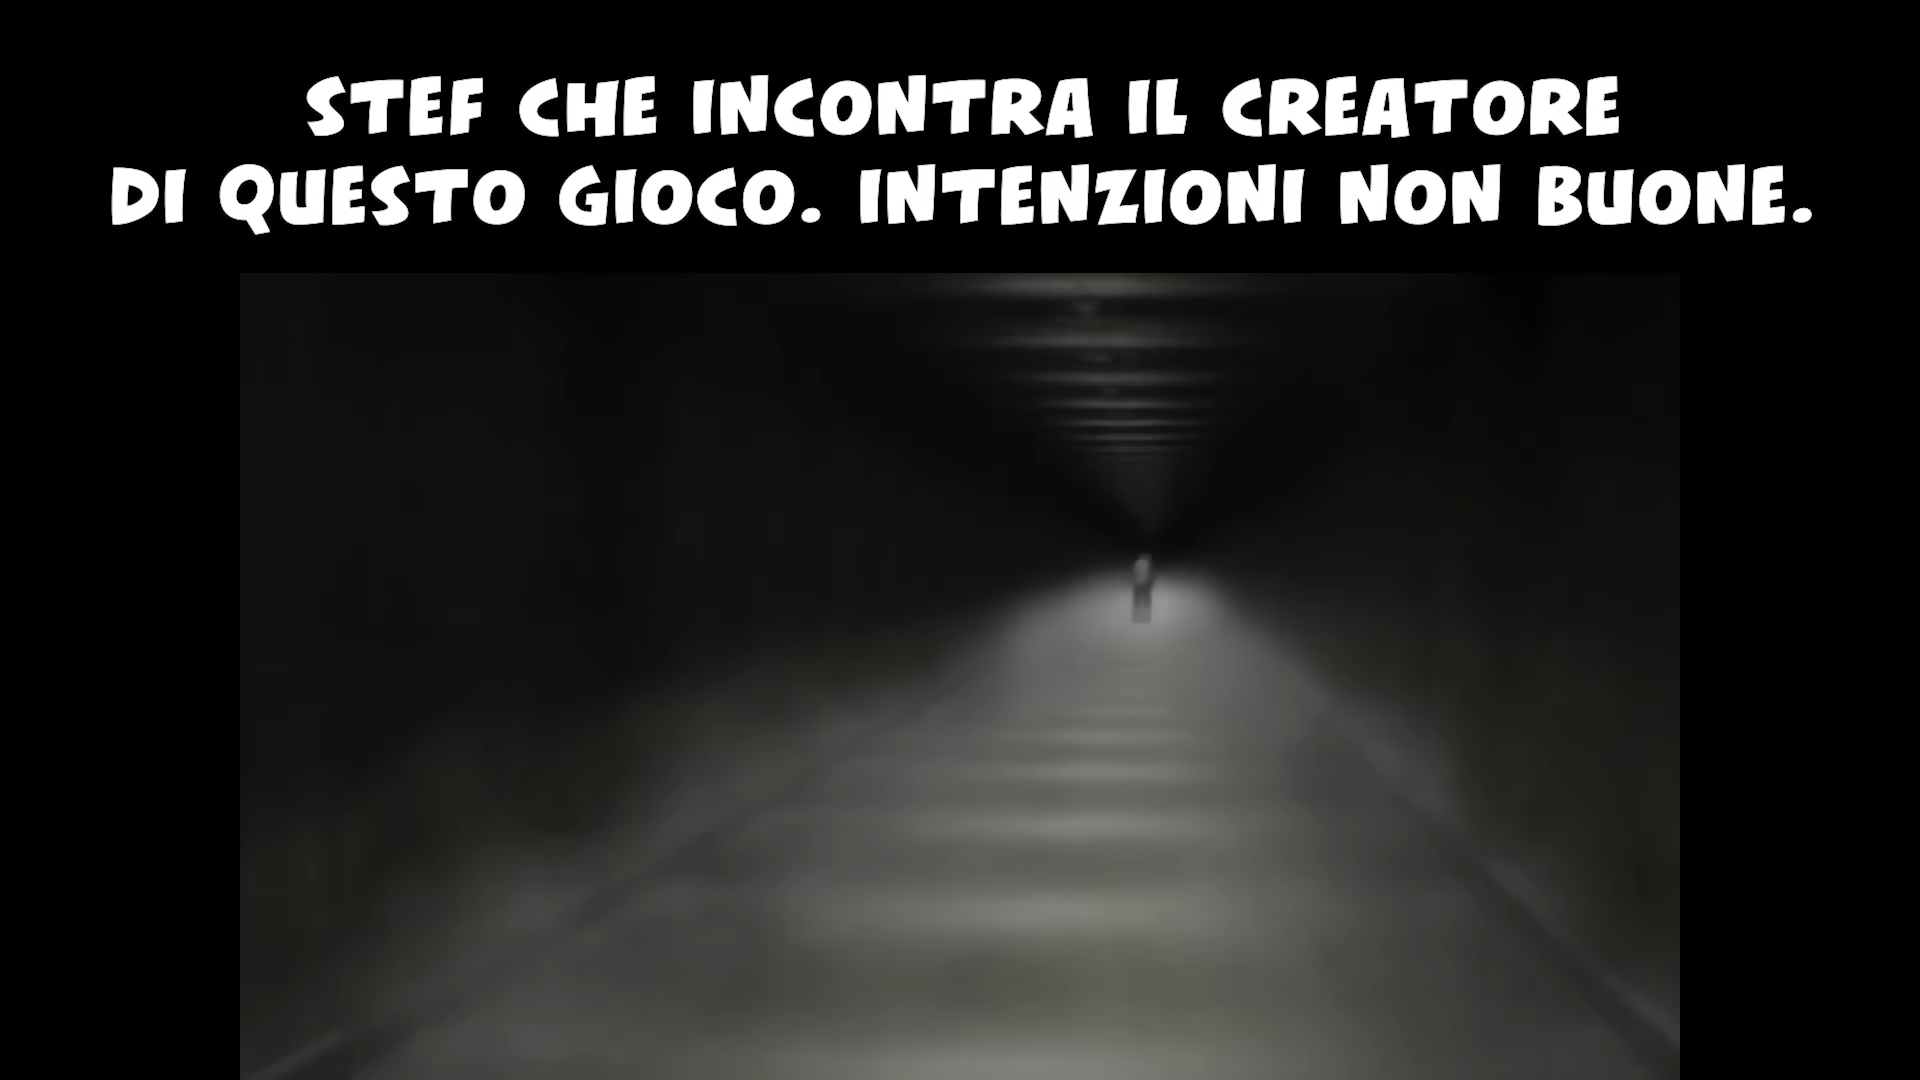 STEF CHE INCONTRA IL CREATORE
DI QUESTO GIOCO. INTENZIONI NON BUONE.